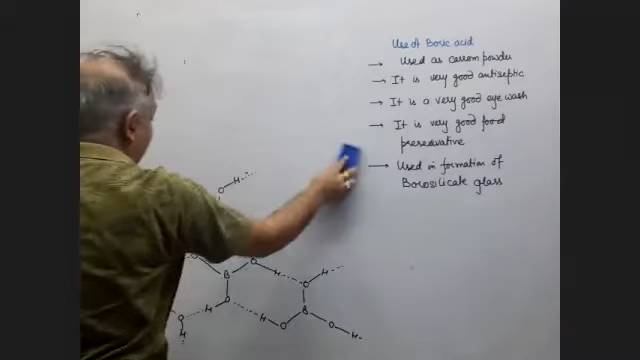 Use of Boric acid
→ Used as carrom powder
→ It is very good antiseptic
→ It is a very good eye wash
→ It is very good food
preservative
→ Used in formation of
Borosilicate glass
O H
B O H O H
H O H O B O H
O
H